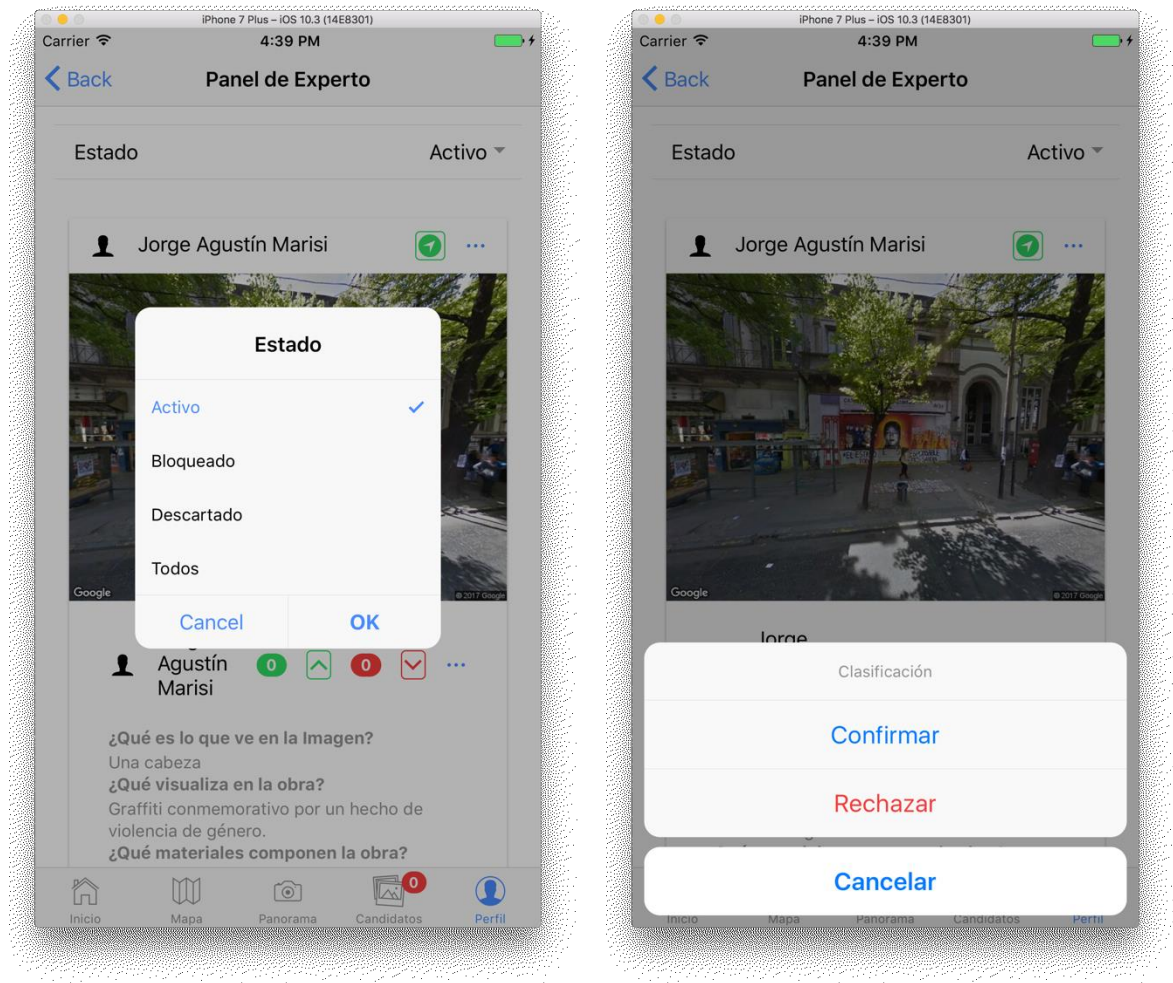 iPhone 7 Plus – iOS 10.3 (14E8301)
Carrier 4:39 PM
Back Panel de Experto
Estado Activo
Jorge Agustín Marisi
Estado
Activo
Bloqueado
Descartado
Todos
Google © 2017 Google
Cancel OK
Agustín 0 0
Marisi
¿Qué es lo que ve en la Imagen?
Una cabeza
¿Qué visualiza en la obra?
Graffiti conmemorativo por un hecho de
violencia de género.
¿Qué materiales componen la obra?
0
Inicio Mapa Panorama Candidatos Perfil
iPhone 7 Plus – iOS 10.3 (14E8301)
Carrier 4:39 PM
Back Panel de Experto
Estado Activo
Jorge Agustín Marisi
Google © 2017 Google
Jorge
Clasificación
Confirmar
Rechazar
Cancelar
Inicio Mapa Panorama Candidatos Perfil